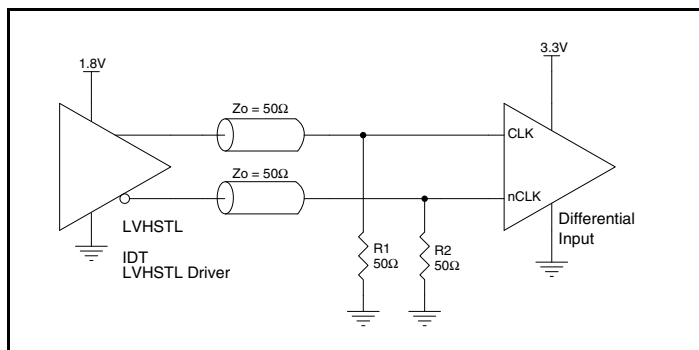 1.8V
3.3V
Zo = 50Ω
CLK
Zo = 50Ω
nCLK
LVHSTL
IDT
LVHSTL Driver
R1
50Ω
R2
50Ω
Differential
Input